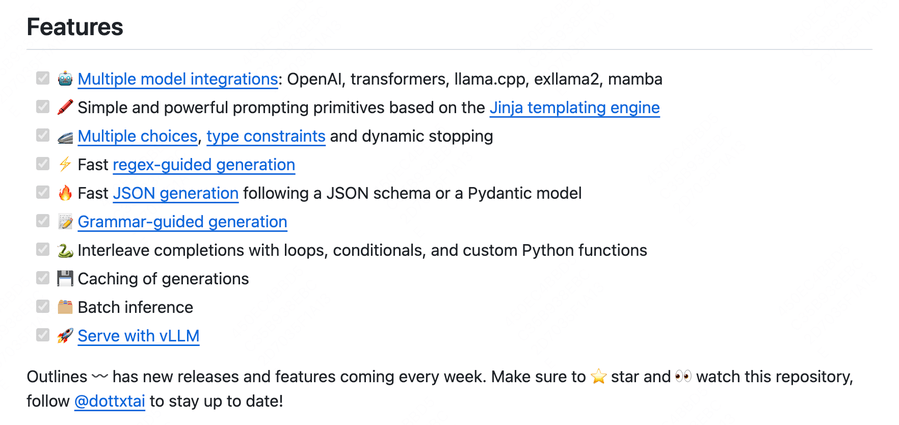 Features
🤖 Multiple model integrations: OpenAI, transformers, llama.cpp, exllama2, mamba
🖍️ Simple and powerful prompting primitives based on the Jinja templating engine
🚄 Multiple choices, type constraints and dynamic stopping
⚡ Fast regex-guided generation
🔥 Fast JSON generation following a JSON schema or a Pydantic model
📝 Grammar-guided generation
🐍 Interleave completions with loops, conditionals, and custom Python functions
💾 Caching of generations
🗂️ Batch inference
🚀 Serve with vLLM
Outlines 〰 has new releases and features coming every week. Make sure to ⭐ star and 👀 watch this repository,
follow @dottxtai to stay up to date!